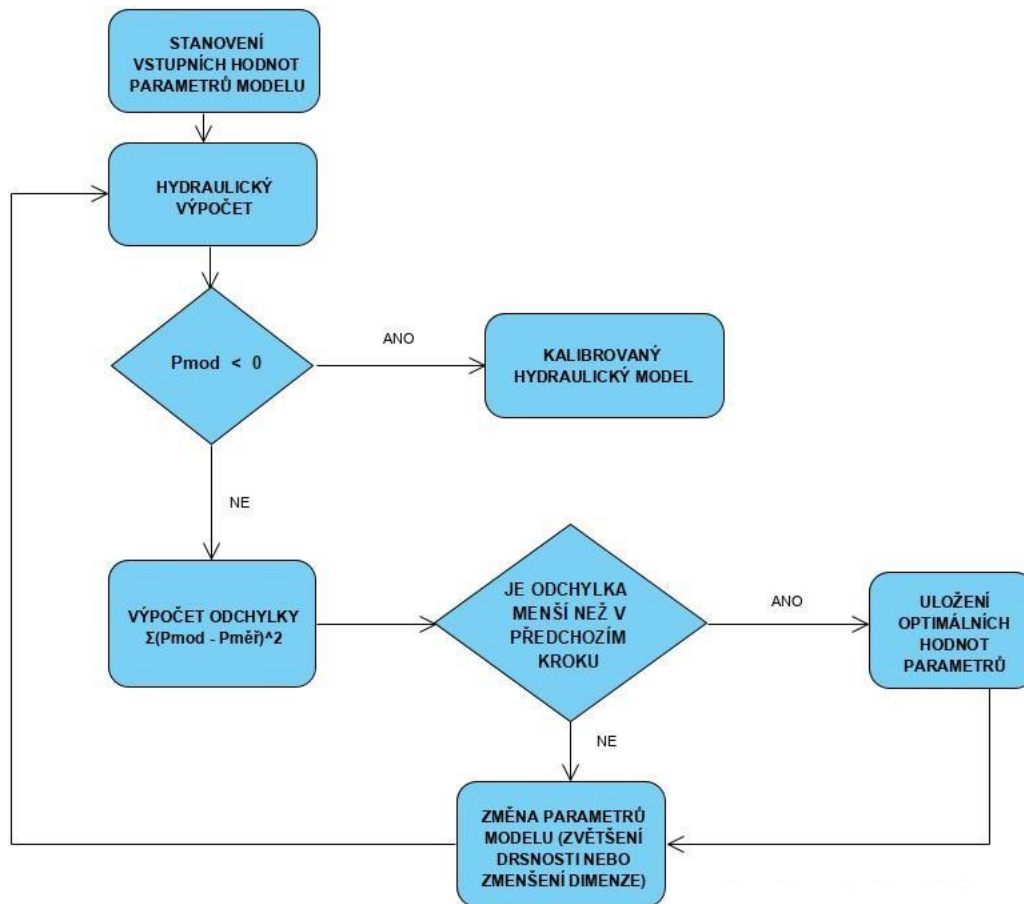 STANOVENÍ
VSTUPNÍCH HODNOT
PARAMETRŮ MODELU
HYDRAULICKÝ
VÝPOČET
Pmod < 0
ANO
KALIBROVANÝ
HYDRAULICKÝ MODEL
NE
VÝPOČET ODCHYLKY
Σ(Pmod - Pměř)^2
JE ODCHYLKA
MENŠÍ NEŽ V
PŘEDCHOZÍM
KROKU
ANO
ULOŽENÍ
OPTIMÁLNÍCH
HODNOT
PARAMETRŮ
NE
ZMĚNA PARAMETRŮ
MODELU (ZVĚTŠENÍ
DRSNOSTI NEBO
ZMENŠENÍ DIMENZE)